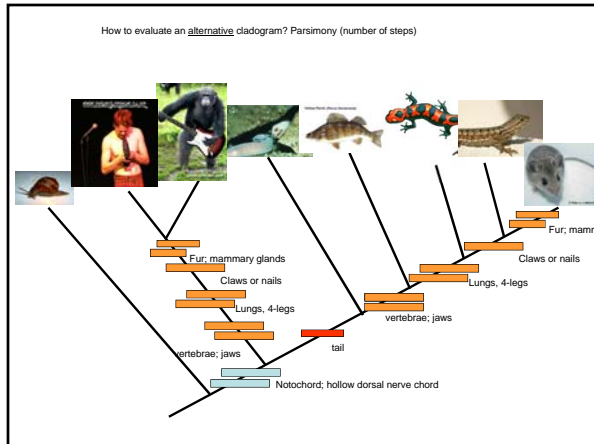 How to evaluate an alternative cladogram? Parsimony (number of steps)
Fur; mammary glands
Fur; mamm
Claws or nails
Claws or nails
Lungs, 4-legs
Lungs, 4-legs
vertebrae; jaws
tail
vertebrae; jaws
Notochord; hollow dorsal nerve chord